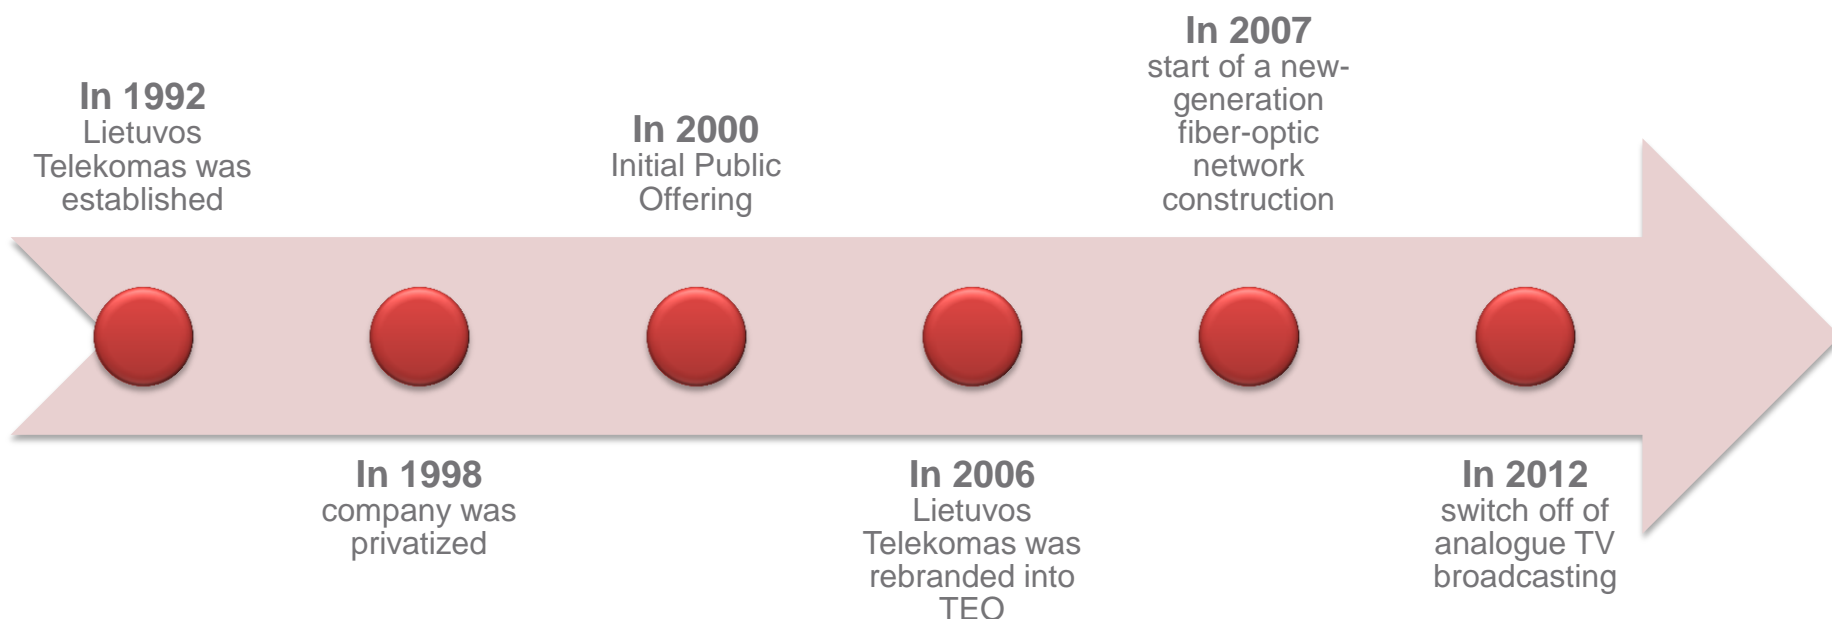 In 1992
Lietuvos
Telekomas was
established
In 1998
company was
privatized
In 2000
Initial Public
Offering
In 2006
Lietuvos
Telekomas was
rebranded into
TEO
In 2007
start of a new-
generation
fiber-optic
network
construction
In 2012
switch off of
analogue TV
broadcasting